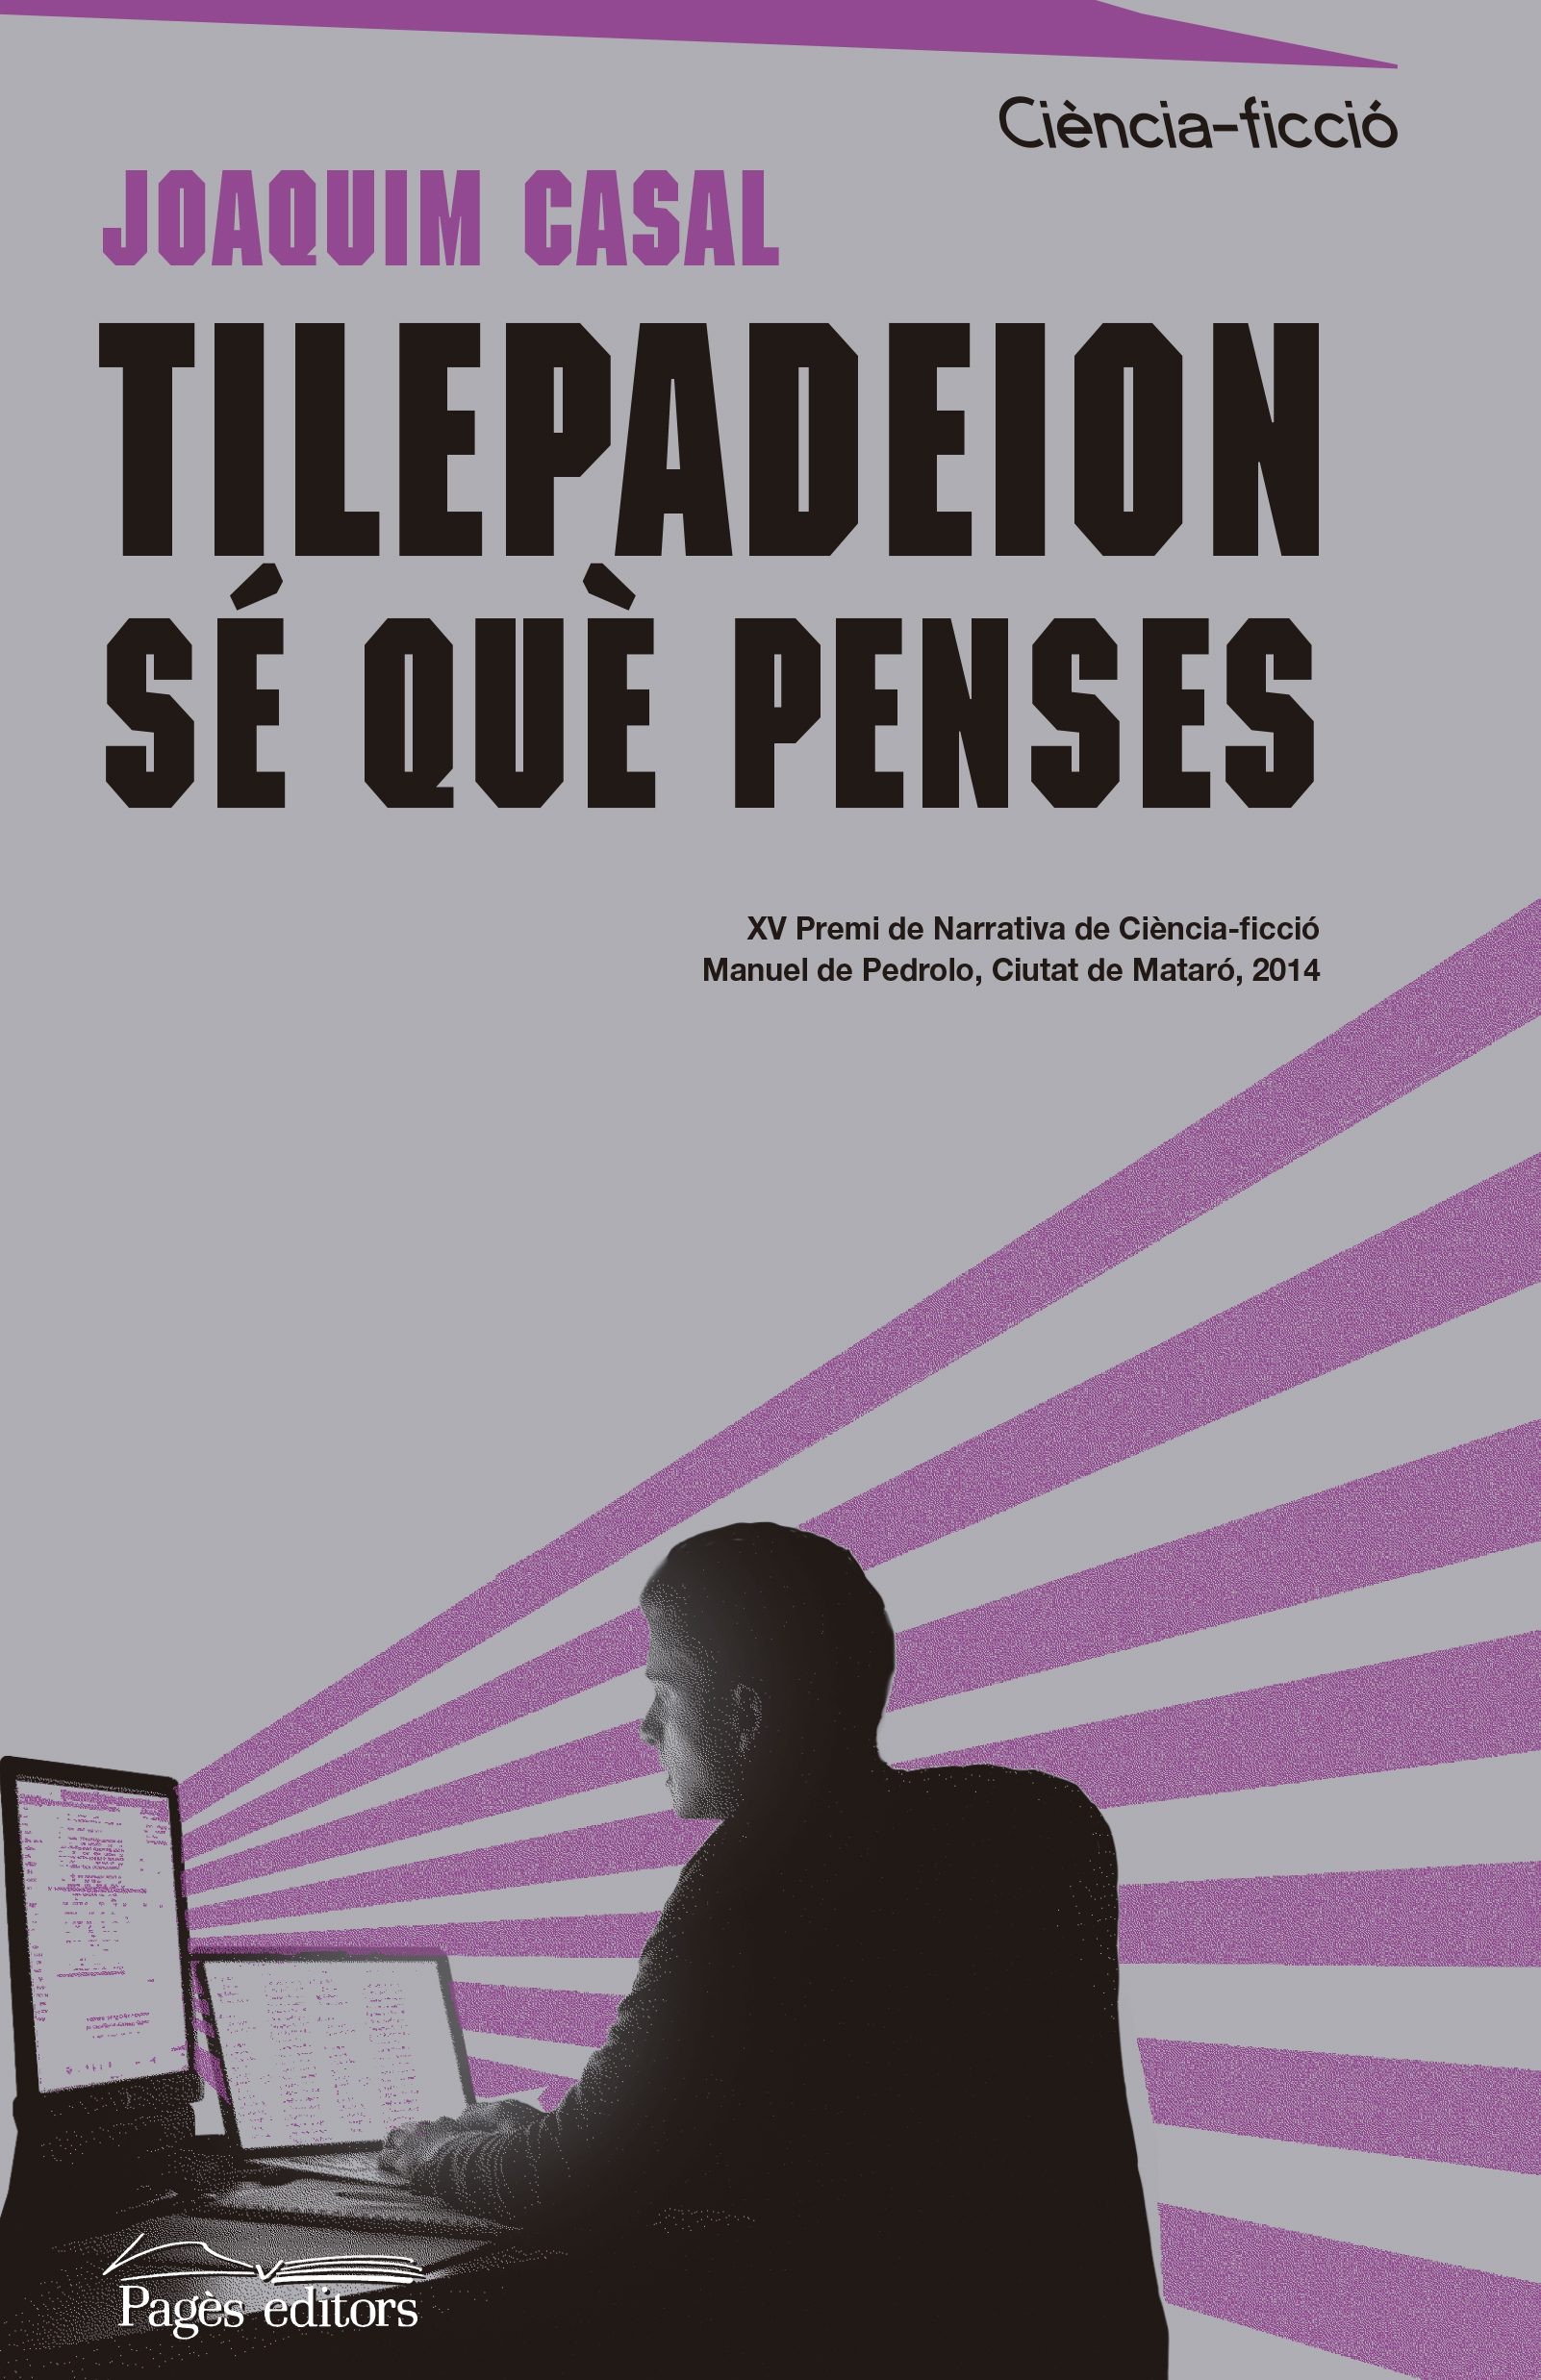 Ciència-ficció
JOAQUIM CASAL
TILEPADEION
SÉ QUÈ PENSES
XV Premi de Narrativa de Ciència-ficció
Manuel de Pedrolo, Ciutat de Mataró, 2014
Pagès editors